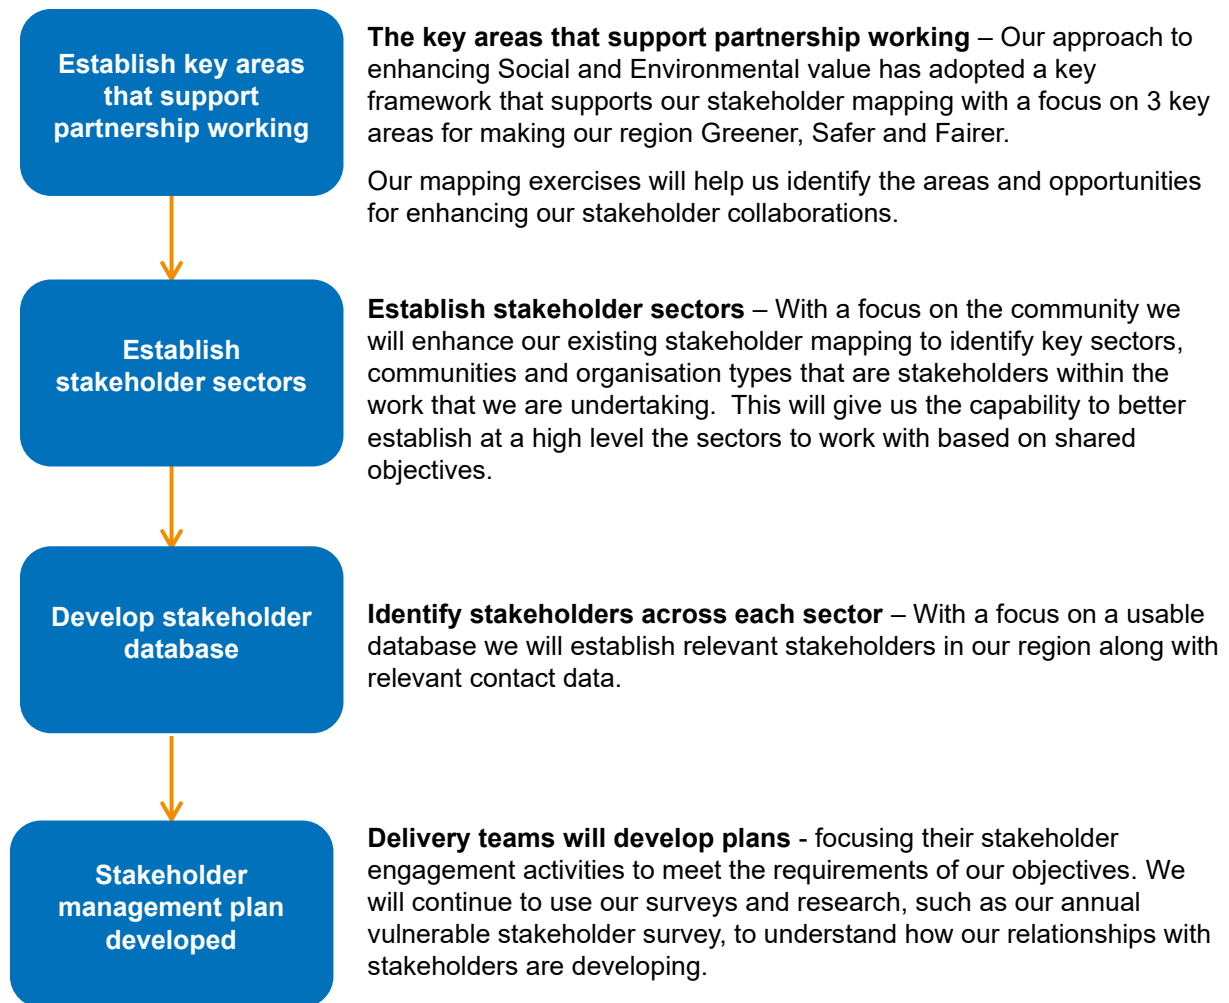 Establish key areas
that support
partnership working
The key areas that support partnership working – Our approach to
enhancing Social and Environmental value has adopted a key
framework that supports our stakeholder mapping with a focus on 3 key
areas for making our region Greener, Safer and Fairer.
Our mapping exercises will help us identify the areas and opportunities
for enhancing our stakeholder collaborations.
Establish
stakeholder sectors
Establish stakeholder sectors – With a focus on the community we
will enhance our existing stakeholder mapping to identify key sectors,
communities and organisation types that are stakeholders within the
work that we are undertaking.  This will give us the capability to better
establish at a high level the sectors to work with based on shared
objectives.
Develop stakeholder
database
Identify stakeholders across each sector – With a focus on a usable
database we will establish relevant stakeholders in our region along with
relevant contact data.
Stakeholder
management plan
developed
Delivery teams will develop plans - focusing their stakeholder
engagement activities to meet the requirements of our objectives. We
will continue to use our surveys and research, such as our annual
vulnerable stakeholder survey, to understand how our relationships with
stakeholders are developing.